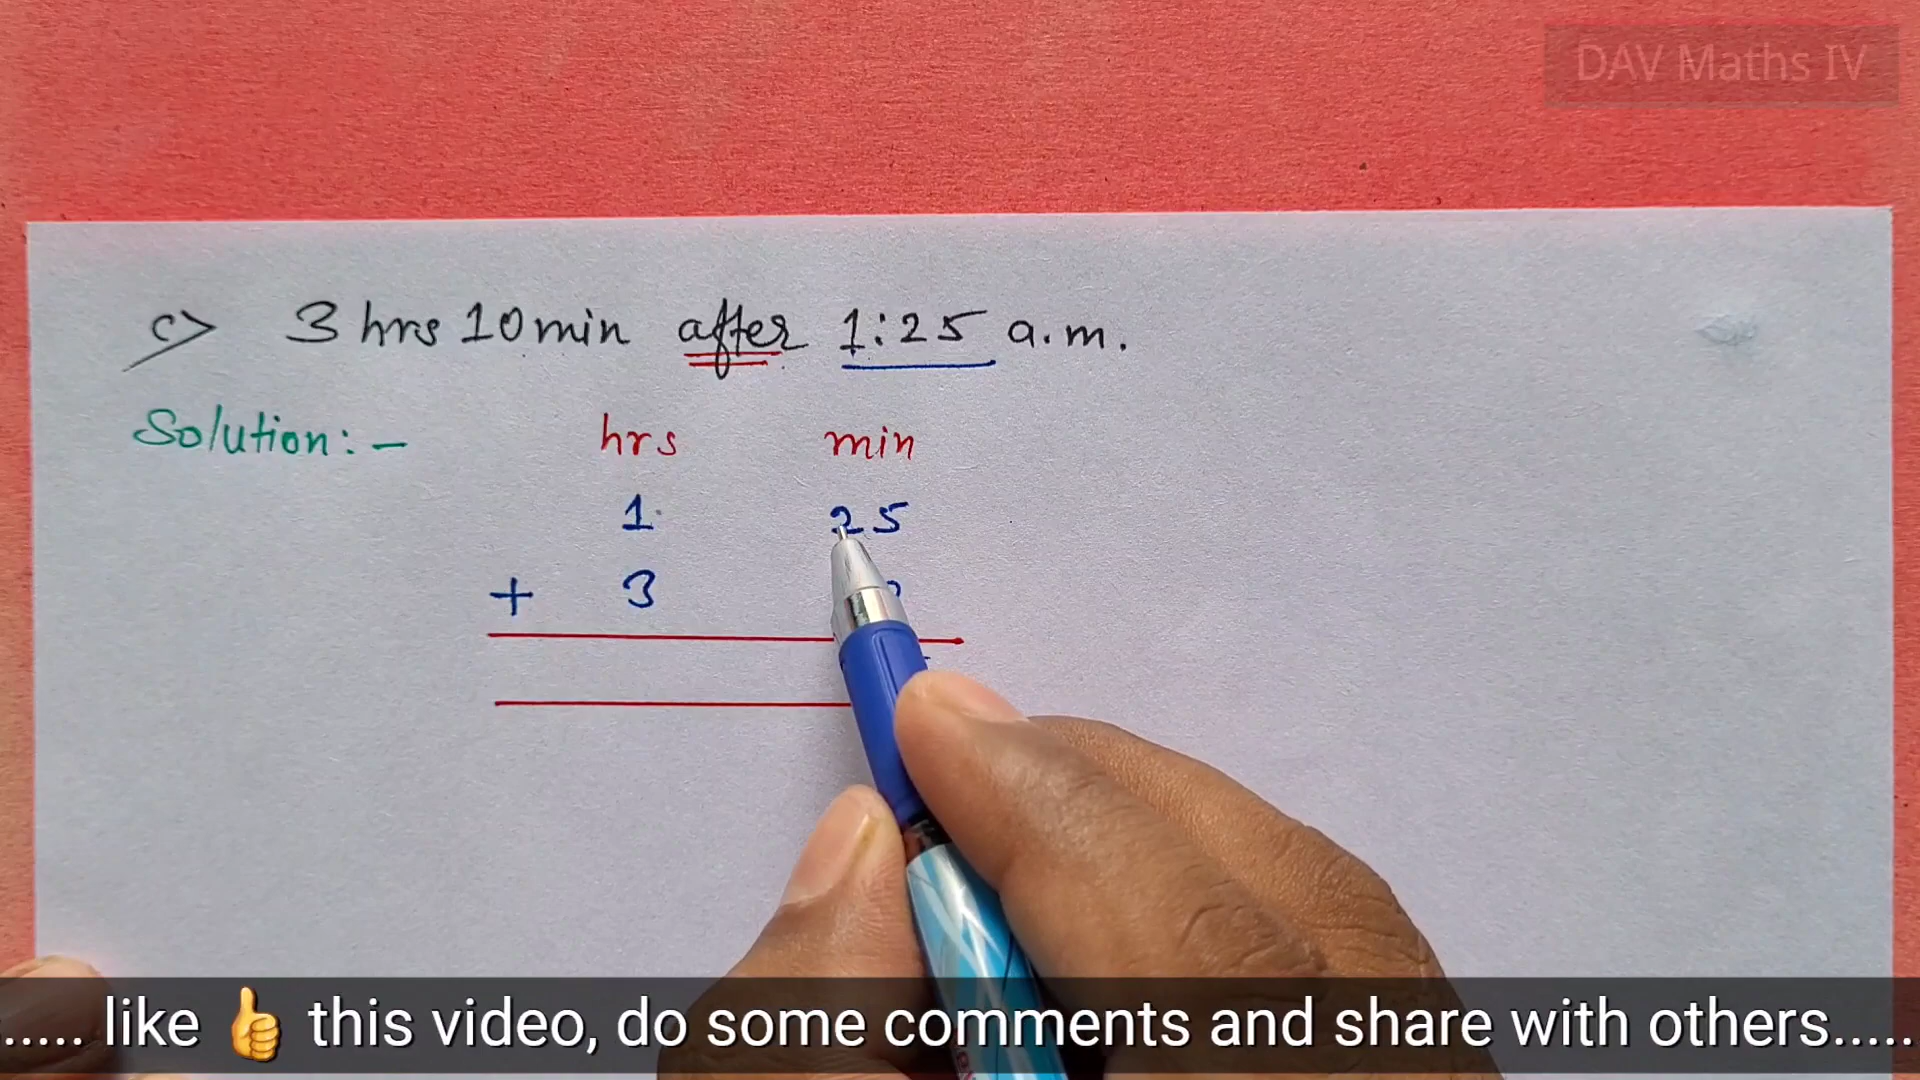 DAV Maths IV
c> 3 hrs 10 min after 1:25 a.m.
Solution:-
hrs min
1 25
+ 3
..... like 👍 this video, do some comments and share with others.....